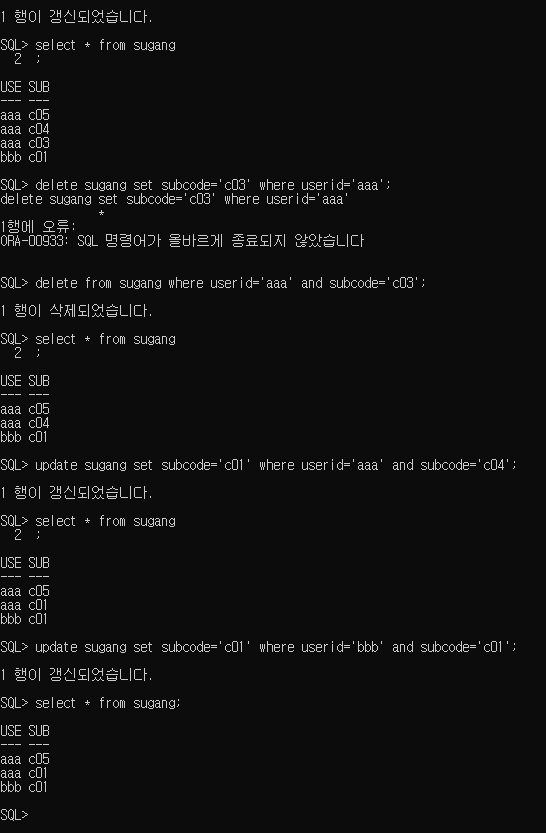 1 행이 갱신되었습니다.
SQL> select * from sugang
2 ;
USE SUB
--- ---
aaa c05
aaa c04
aaa c03
bbb c01
SQL> delete sugang set subcode='c03' where userid='aaa';
delete sugang set subcode='c03' where userid='aaa'
*
1행에 오류:
ORA-00933: SQL 명령어가 올바르게 종료되지 않았습니다
SQL> delete from sugang where userid='aaa' and subcode='c03';
1 행이 삭제되었습니다.
SQL> select * from sugang
2 ;
USE SUB
--- ---
aaa c05
aaa c04
bbb c01
SQL> update sugang set subcode='c01' where userid='aaa' and subcode='c04';
1 행이 갱신되었습니다.
SQL> select * from sugang
2 ;
USE SUB
--- ---
aaa c05
aaa c01
bbb c01
SQL> update sugang set subcode='c01' where userid='bbb' and subcode='c01';
1 행이 갱신되었습니다.
SQL> select * from sugang;
USE SUB
--- ---
aaa c05
aaa c01
bbb c01
SQL>